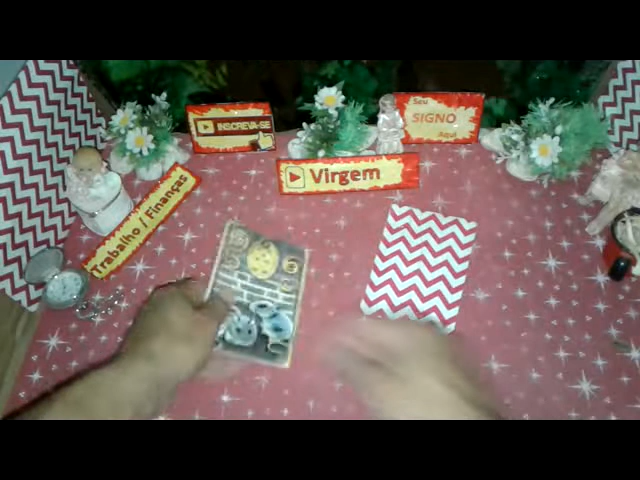 INSCREVA-SE
Seu
SIGNO
Aqui
Virgem
Trabalho / Finanças